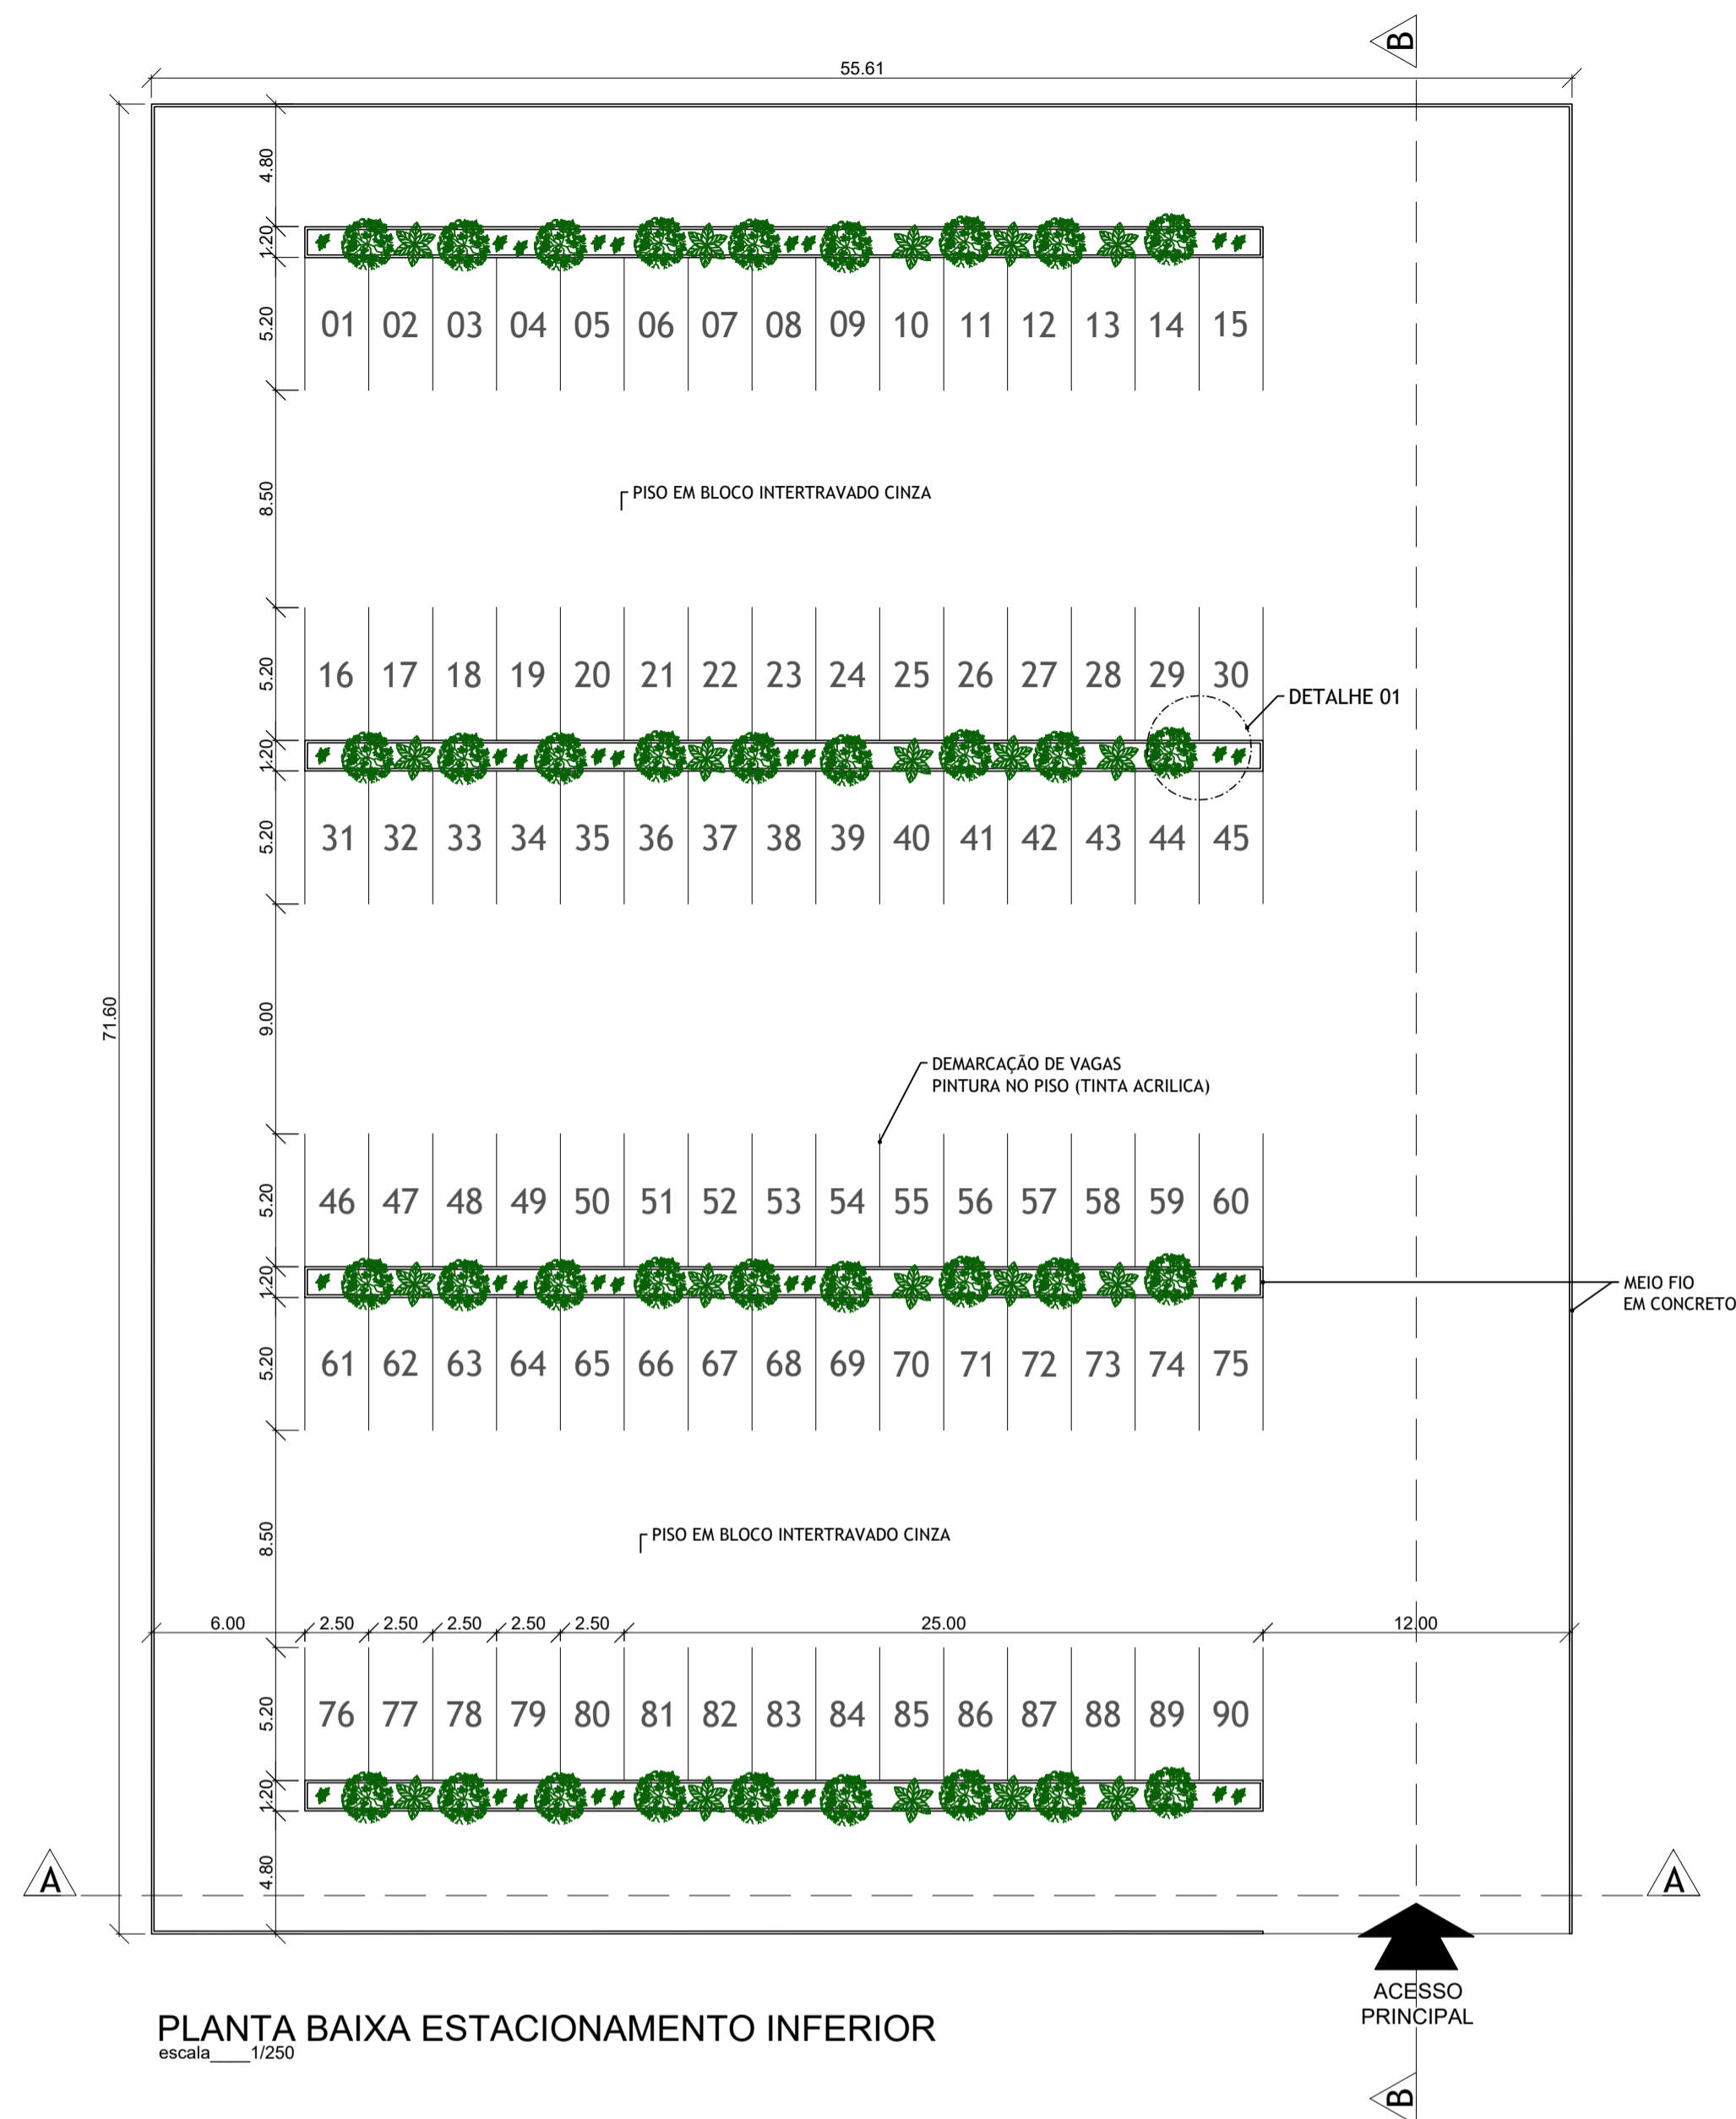 B
55.61
4.80
1.20
5.20
01 02 03 04 05 06 07 08 09 10 11 12 13 14 15
8.50
PISO EM BLOCO INTERTRAVADO CINZA
5.20
16 17 18 19 20 21 22 23 24 25 26 27 28 29 30
DETALHE 01
1.20
5.20
31 32 33 34 35 36 37 38 39 40 41 42 43 44 45
71.60
9.00
DEMARCAÇÃO DE VAGAS
PINTURA NO PISO (TINTA ACRILICA)
5.20
46 47 48 49 50 51 52 53 54 55 56 57 58 59 60
1.20
MEIO FIO
EM CONCRETO
5.20
61 62 63 64 65 66 67 68 69 70 71 72 73 74 75
8.50
PISO EM BLOCO INTERTRAVADO CINZA
6.00 2.50 2.50 2.50 2.50 2.50 25.00 12.00
5.20
76 77 78 79 80 81 82 83 84 85 86 87 88 89 90
1.20
4.80
A A
ACESSO
PRINCIPAL
PLANTA BAIXA ESTACIONAMENTO INFERIOR
escala____1/250
B